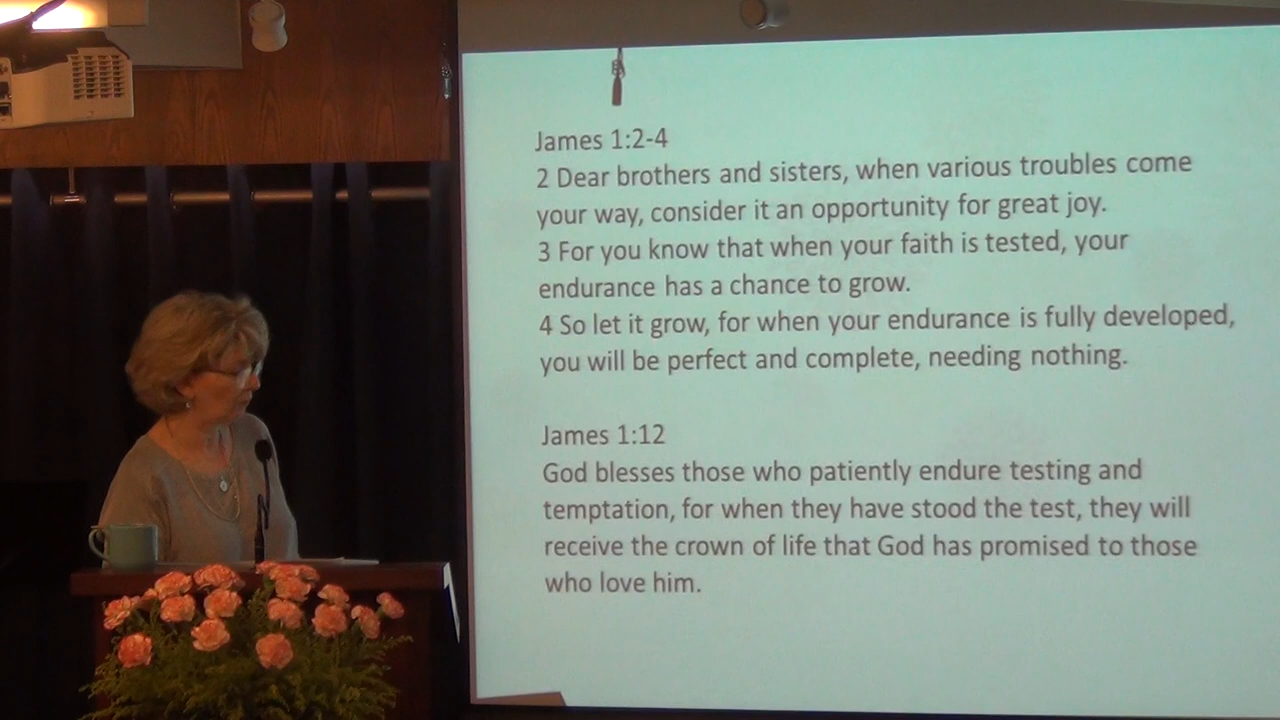 James 1:2-4
2 Dear brothers and sisters, when various troubles come
your way, consider it an opportunity for great joy.
3 For you know that when your faith is tested, your
endurance has a chance to grow.
4 So let it grow, for when your endurance is fully developed,
you will be perfect and complete, needing nothing.
James 1:12
God blesses those who patiently endure testing and
temptation, for when they have stood the test, they will
receive the crown of life that God has promised to those
who love him.